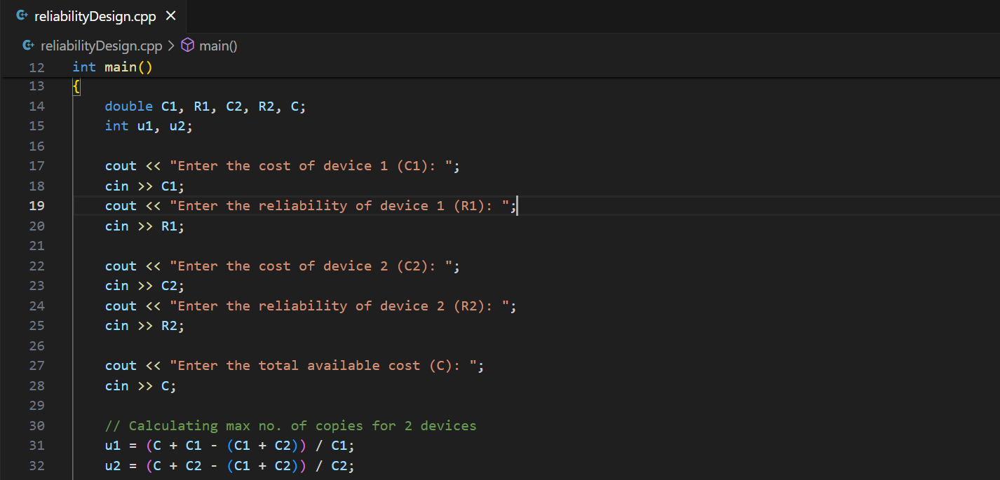 reliabilityDesign.cpp
reliabilityDesign.cpp > main()
12 int main()
13 {
14 double C1, R1, C2, R2, C;
15 int u1, u2;
16
17 cout << "Enter the cost of device 1 (C1): ";
18 cin >> C1;
19 cout << "Enter the reliability of device 1 (R1): ";
20 cin >> R1;
21
22 cout << "Enter the cost of device 2 (C2): ";
23 cin >> C2;
24 cout << "Enter the reliability of device 2 (R2): ";
25 cin >> R2;
26
27 cout << "Enter the total available cost (C): ";
28 cin >> C;
29
30 // Calculating max no. of copies for 2 devices
31 u1 = (C + C1 - (C1 + C2)) / C1;
32 u2 = (C + C2 - (C1 + C2)) / C2;